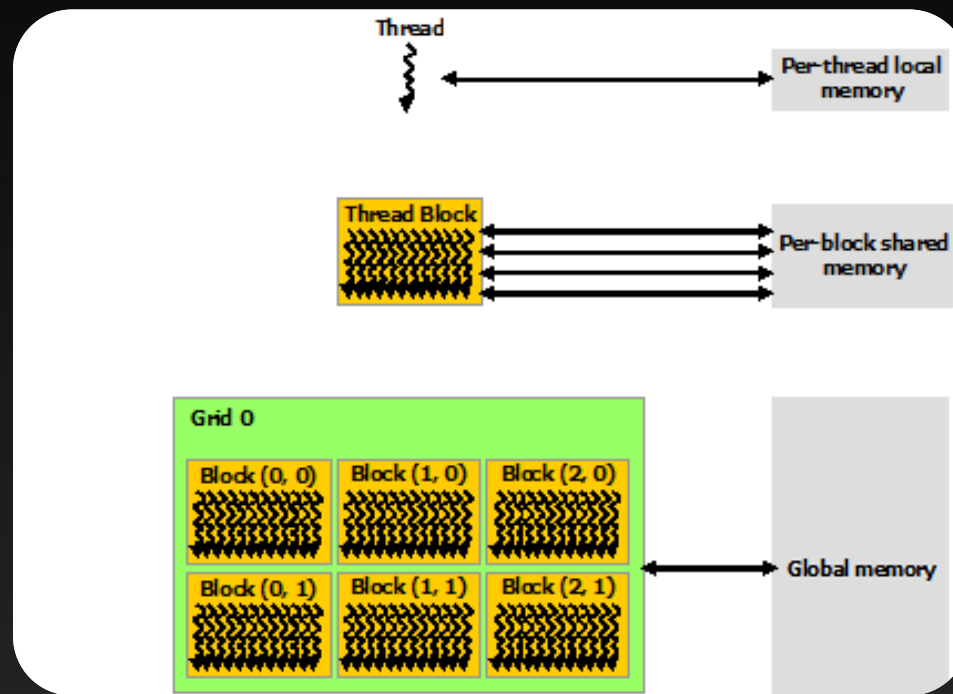 Thread
Per-thread local
memory
Thread Block
Per-block shared
memory
Grid 0
Block (0, 0)
Block (1, 0)
Block (2, 0)
Block (0, 1)
Block (1, 1)
Block (2, 1)
Global memory